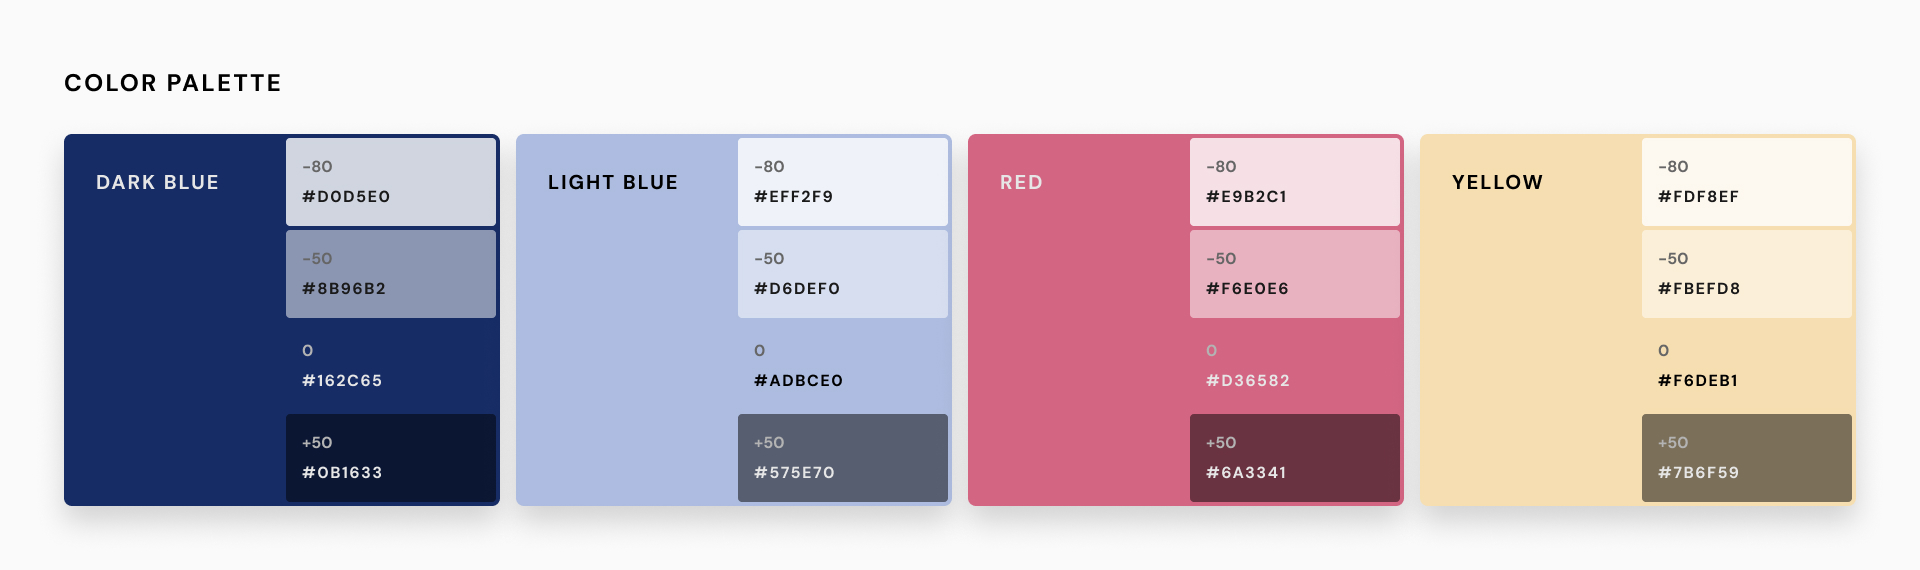 COLOR PALETTE
DARK BLUE
-80
#D0D5E0
-50
#8B96B2
0
#162C65
+50
#0B1633
LIGHT BLUE
-80
#EFF2F9
-50
#D6DEF0
0
#ADBCE0
+50
#575E70
RED
-80
#E9B2C1
-50
#F6E0E6
0
#D36582
+50
#6A3341
YELLOW
-80
#FDF8EF
-50
#FBEFD8
0
#F6DEB1
+50
#7B6F59